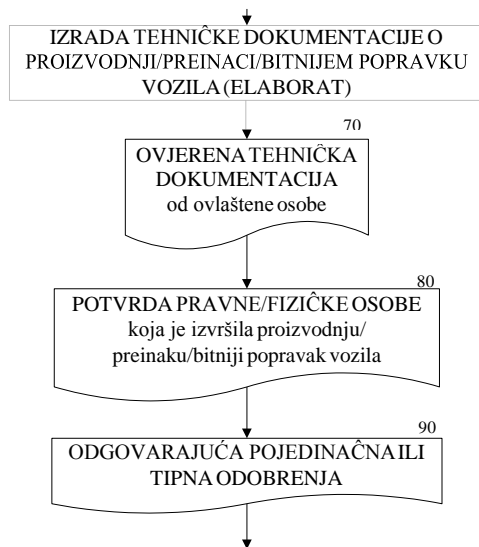 IZRADA TEHNIČKE DOKUMENTACIJE O
PROIZVODNJI/PREINACI/BITNIJEM POPRAVKU
VOZILA (ELABORAT)
70
OVJERENA TEHNIČKA
DOKUMENTACIJA
od ovlaštene osobe
80
POTVRDA PRAVNE/FIZIČKE OSOBE
koja je izvršila proizvodnju/
preinaku/bitniji popravak vozila
90
ODGOVARAJUĆA POJEDINAČNA ILI
TIPNA ODOBRENJA